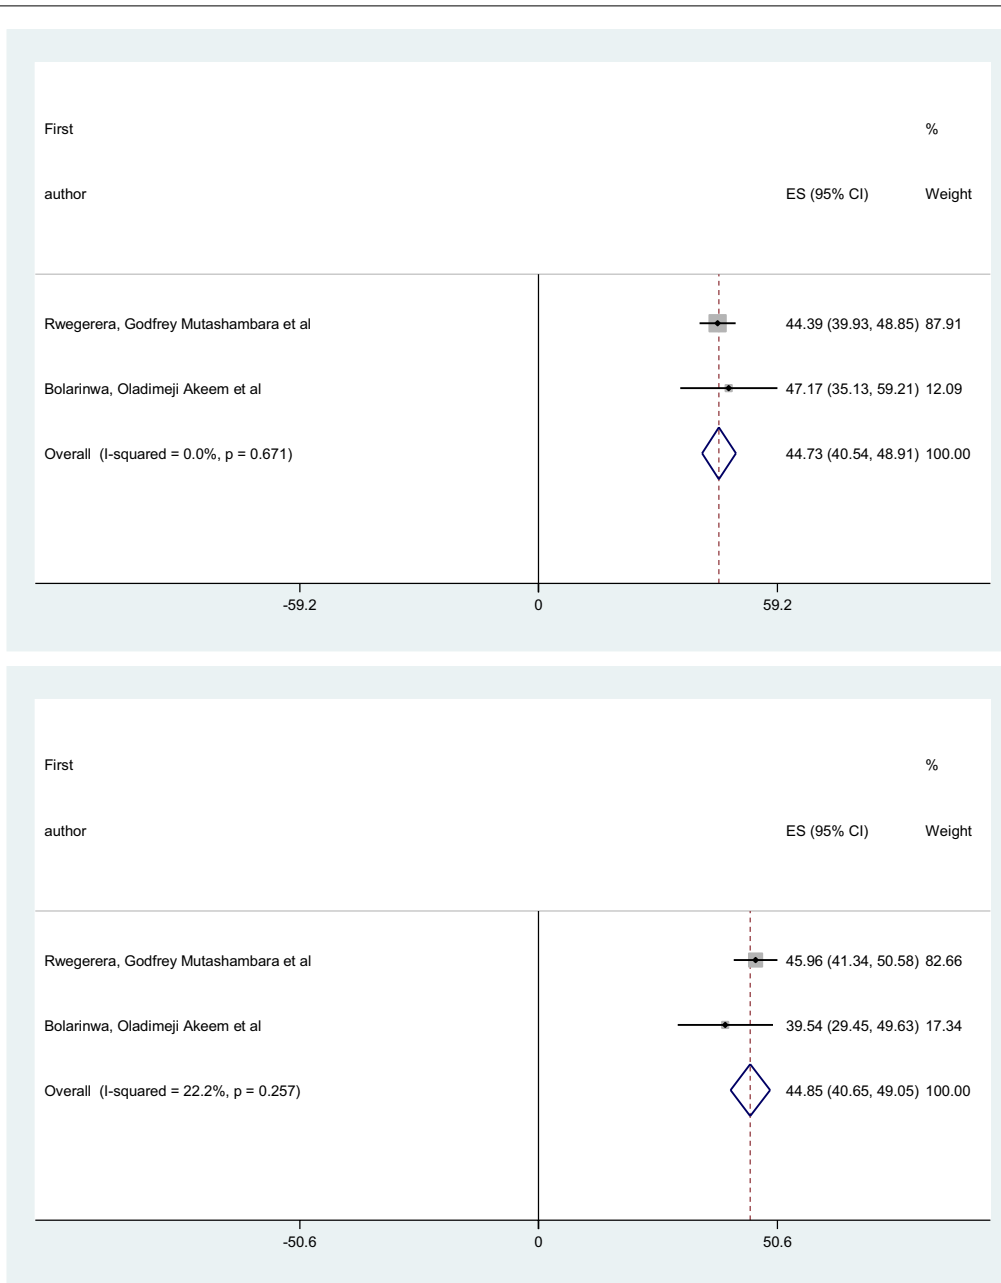 First %
author ES (95% CI) Weight
Rwegerera, Godfrey Mutashambara et al 44.39 (39.93, 48.85) 87.91
Bolarinwa, Oladimeji Akeem et al 47.17 (35.13, 59.21) 12.09
Overall (I-squared = 0.0%, p = 0.671) 44.73 (40.54, 48.91) 100.00
-59.2 0 59.2
First %
author ES (95% CI) Weight
Rwegerera, Godfrey Mutashambara et al 45.96 (41.34, 50.58) 82.66
Bolarinwa, Oladimeji Akeem et al 39.54 (29.45, 49.63) 17.34
Overall (I-squared = 22.2%, p = 0.257) 44.85 (40.65, 49.05) 100.00
-50.6 0 50.6